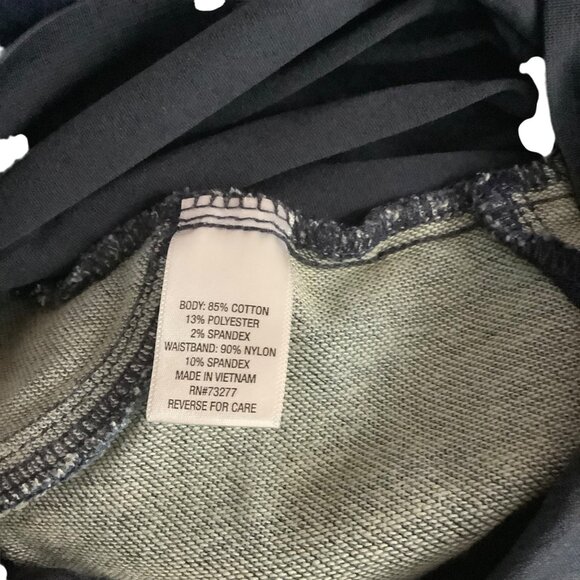 BODY: 85% COTTON
13% POLYESTER
2% SPANDEX
WAISTBAND: 90% NYLON
10% SPANDEX
MADE IN VIETNAM
RN#73277
REVERSE FOR CARE